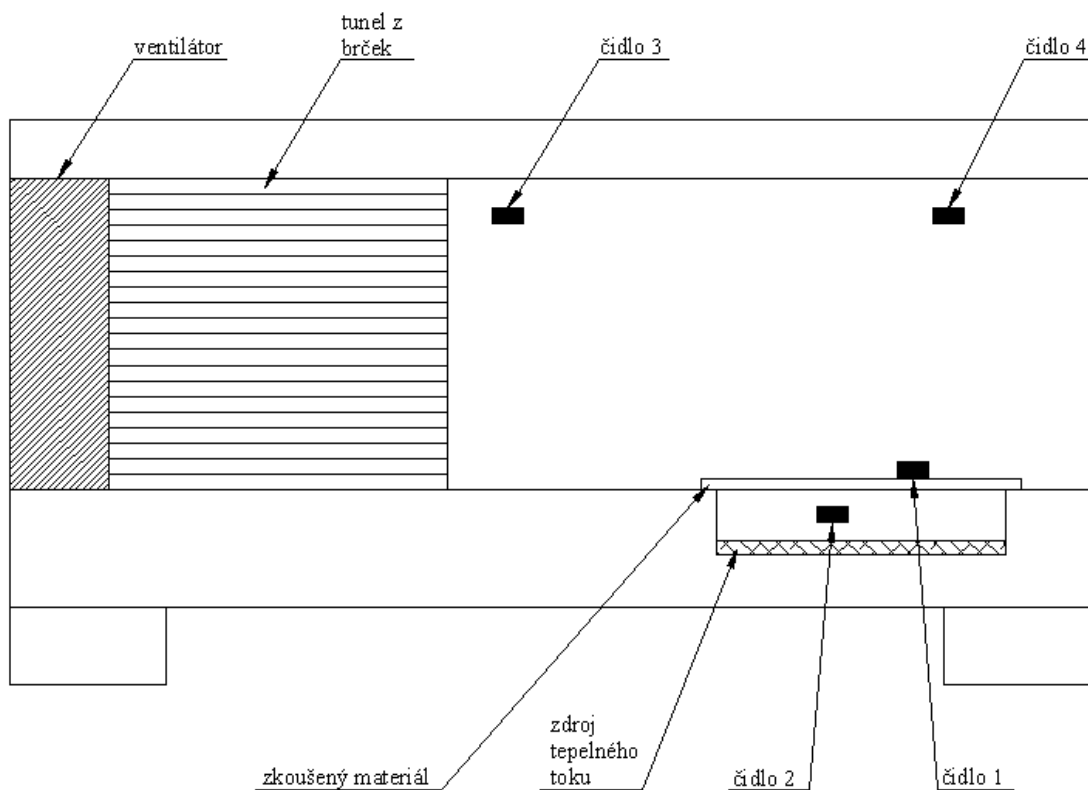 ventilátor
tunel z
brček
čidlo 3
čidlo 4
zkoušený materiál
zdroj
tepelného
toku
čidlo 2
čidlo 1